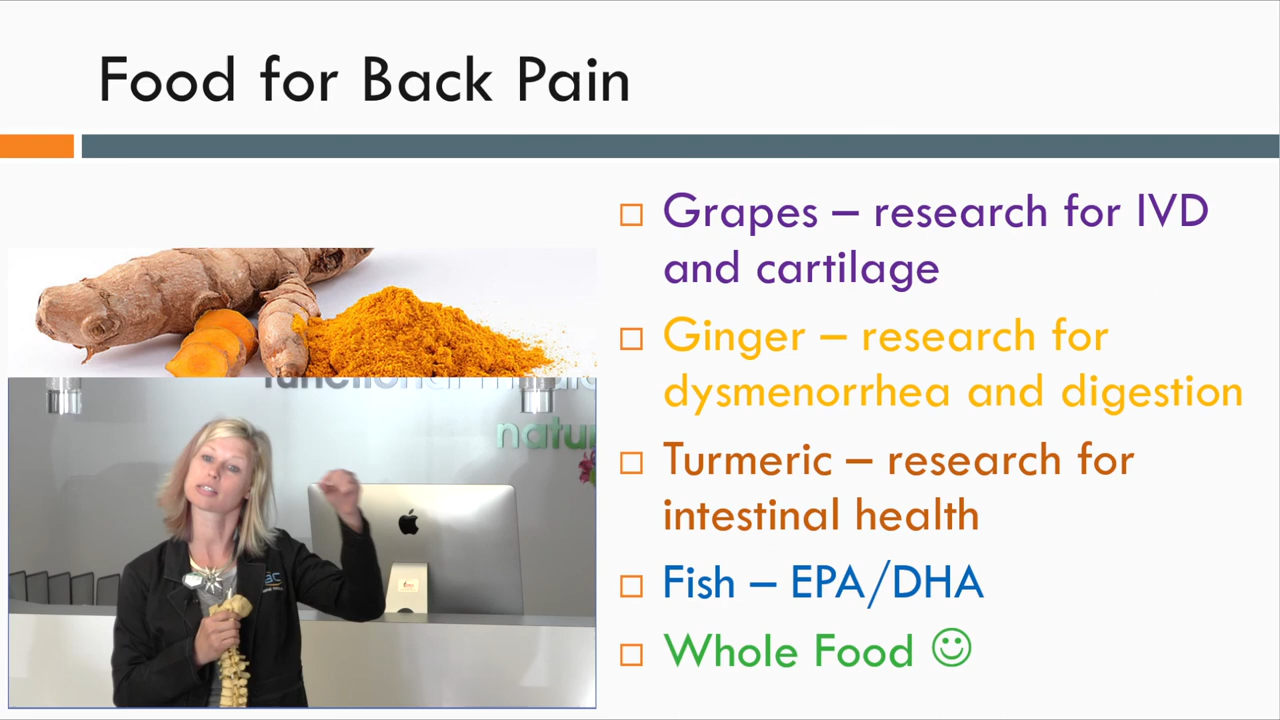 Food for Back Pain
Grapes – research for IVD
and cartilage
Ginger – research for
dysmenorrhea and digestion
Turmeric – research for
intestinal health
Fish – EPA/DHA
Whole Food ☺